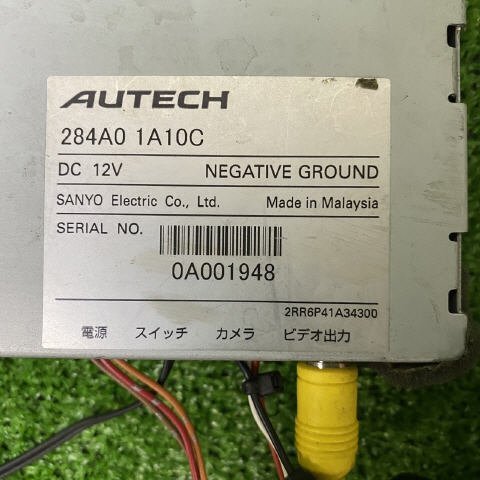 AUTECH
284A0 1A10C
DC 12V NEGATIVE GROUND
SANYO Electric Co., Ltd. Made in Malaysia
SERIAL NO.
0A001948
2RR6P41A34300
電源 スイッチ カメラ ビデオ出力